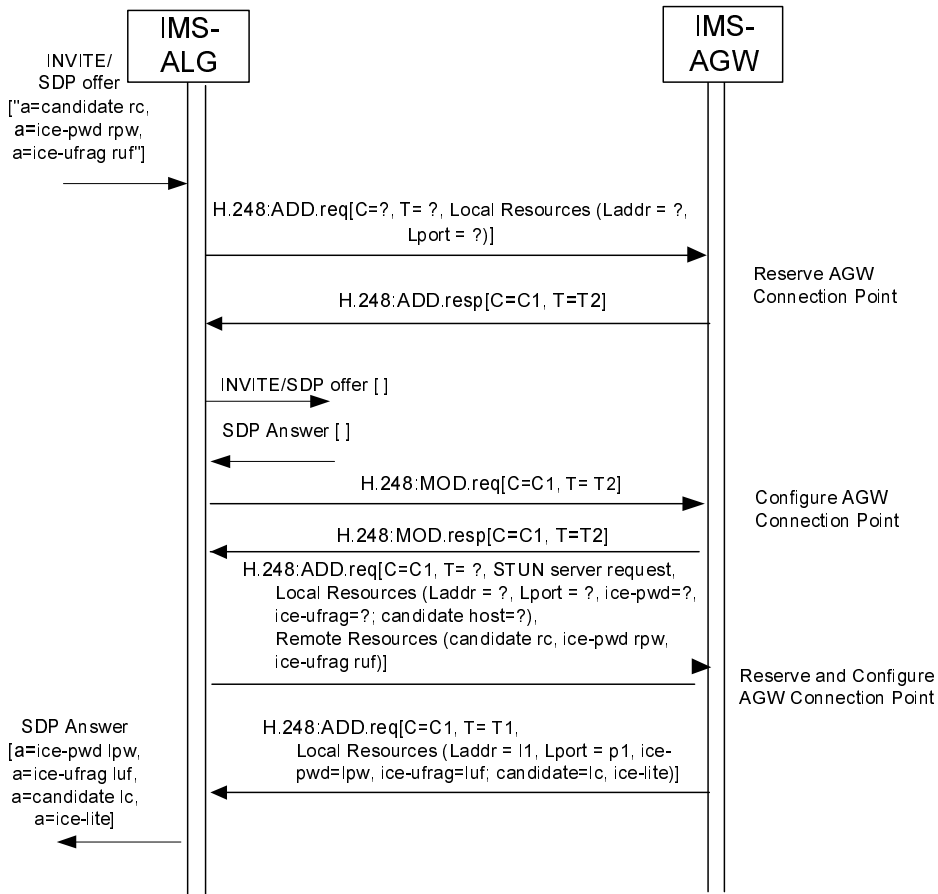 IMS-
ALG
IMS-
AGW
INVITE/
SDP offer
["a=candidate rc,
a=ice-pwd rpw,
a=ice-ufrag ruf"]
H.248:ADD.req[C=?, T= ?, Local Resources (Laddr = ?,
Lport = ?)]
Reserve AGW
Connection Point
H.248:ADD.resp[C=C1, T=T2]
INVITE/SDP offer [ ]
SDP Answer [ ]
H.248:MOD.req[C=C1, T= T2]
Configure AGW
Connection Point
H.248:MOD.resp[C=C1, T=T2]
H.248:ADD.req[C=C1, T= ?, STUN server request,
Local Resources (Laddr = ?, Lport = ?, ice-pwd=?,
ice-ufrag=?; candidate host=?),
Remote Resources (candidate rc, ice-pwd rpw,
ice-ufrag ruf)]
Reserve and Configure
AGW Connection Point
H.248:ADD.req[C=C1, T= T1,
Local Resources (Laddr = l1, Lport = p1, ice-
pwd=lpw, ice-ufrag=luf; candidate=lc, ice-lite)]
SDP Answer
[a=ice-pwd lpw,
a=ice-ufrag luf,
a=candidate lc,
a=ice-lite]